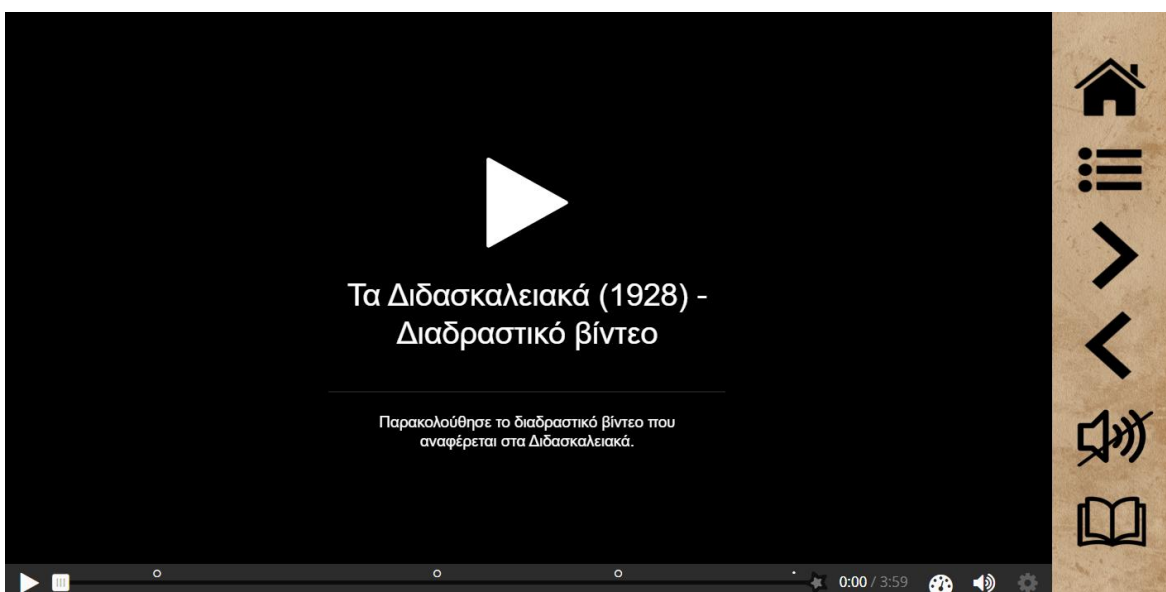 Τα Διδασκαλειακά (1928) -
Διαδραστικό βίντεο
Παρακολούθησε το διαδραστικό βίντεο που
αναφέρεται στα Διδασκαλειακά.
0:00 / 3:59